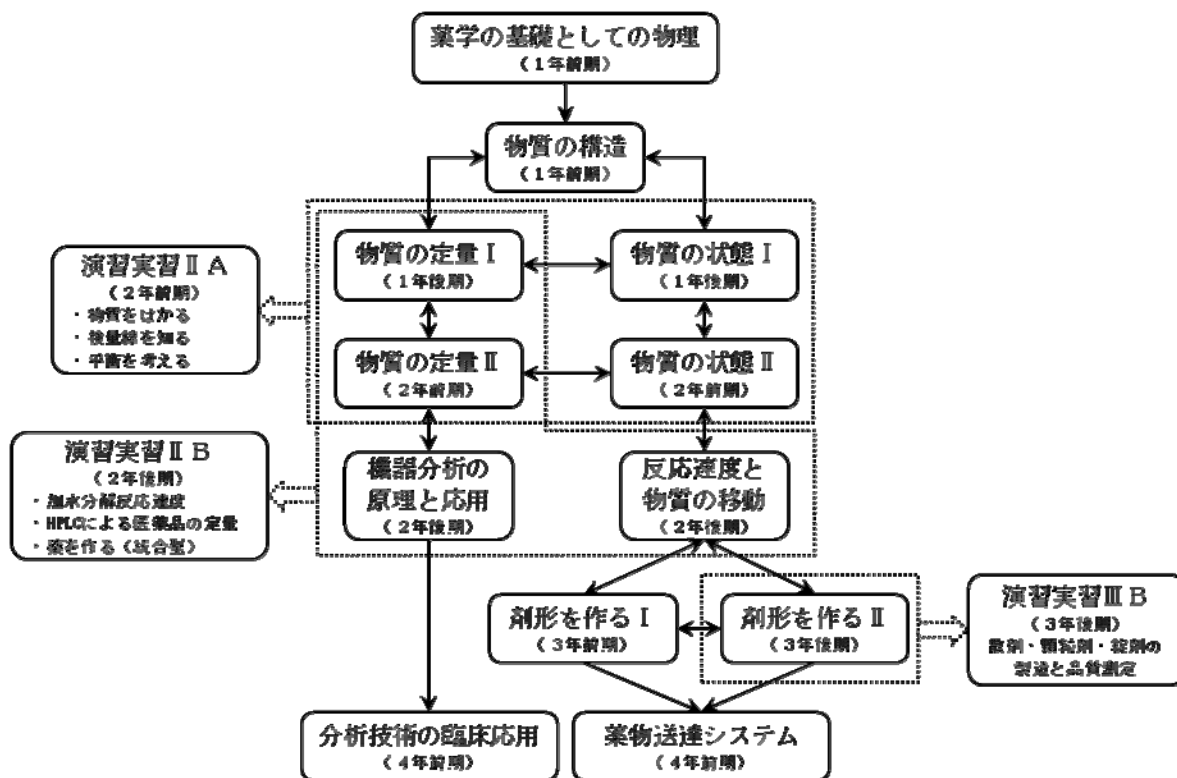 薬学の基礎としての物理
(1年前期)
物質の構造
(1年前期)
物質の定量Ⅰ
(1年後期)
物質の状態Ⅰ
(1年後期)
演習実習ⅡA
(2年前期)
・物質をはかる
・検量線を知る
・平衡を考える
物質の定量Ⅱ
(2年前期)
物質の状態Ⅱ
(2年前期)
演習実習ⅡB
(2年後期)
・加水分解反応速度
・HPLCによる医薬品の定量
・薬を作る(統合型)
機器分析の
原理と応用
(2年後期)
反応速度と
物質の移動
(2年後期)
剤形を作るⅠ
(3年前期)
剤形を作るⅡ
(3年後期)
演習実習ⅢB
(3年後期)
散剤・顆粒剤・錠剤の
製造と品質測定
分析技術の臨床応用
(4年前期)
薬物送達システム
(4年前期)